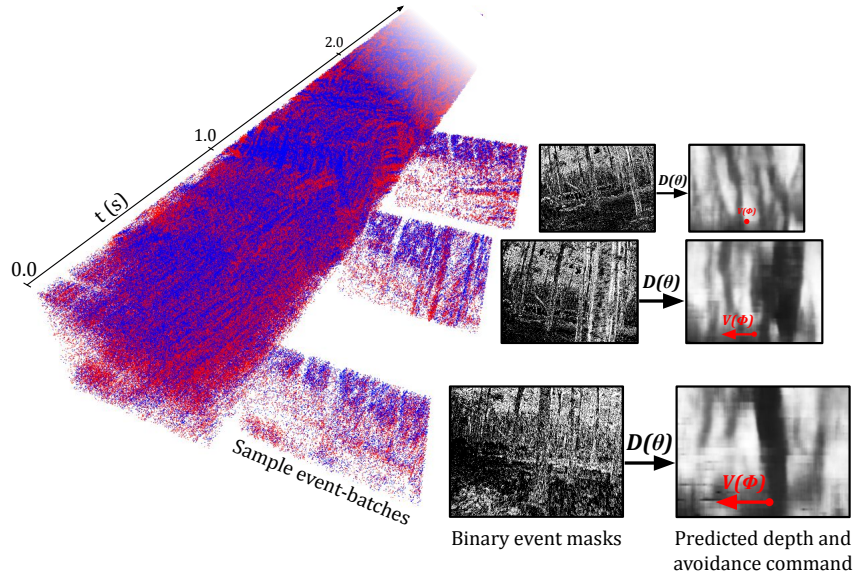 2.0
1.0
t (s)
0.0
D(θ)
V(Φ)
D(θ)
V(Φ)
D(θ)
V(Φ)
Sample event-batches
Binary event masks
Predicted depth and
avoidance command